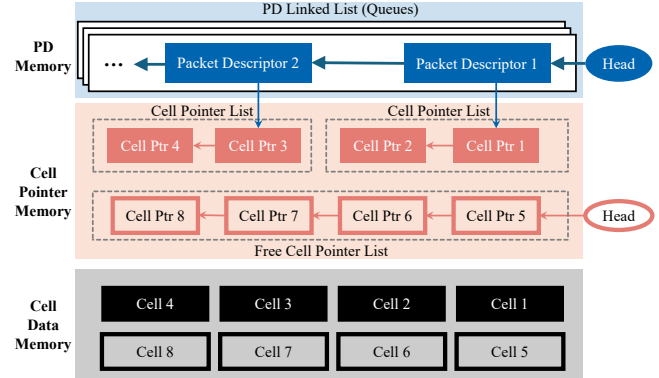 PD Linked List (Queues)
PD
Memory
...
Packet Descriptor 2
Packet Descriptor 1
Head
Cell Pointer List
Cell Pointer List
Cell Ptr 4
Cell Ptr 3
Cell Ptr 2
Cell Ptr 1
Cell
Pointer
Memory
Cell Ptr 8
Cell Ptr 7
Cell Ptr 6
Cell Ptr 5
Head
Free Cell Pointer List
Cell
Data
Memory
Cell 4
Cell 3
Cell 2
Cell 1
Cell 8
Cell 7
Cell 6
Cell 5